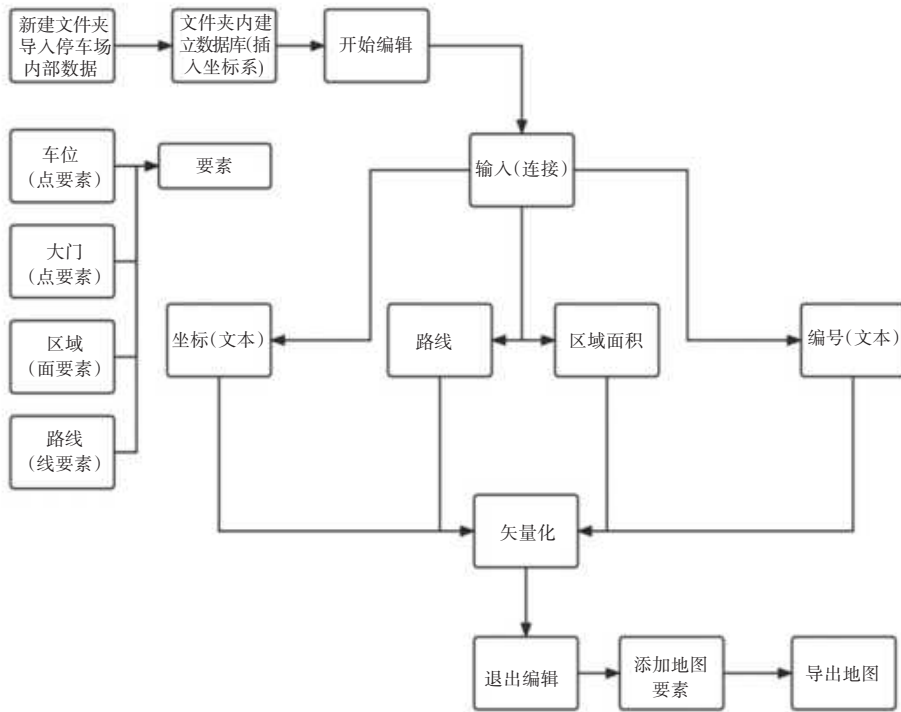 新建文件夹
导入停车场
内部数据
文件夹内建
立数据库(插
入坐标系)
开始编辑
车位
(点要素)
要素
输入(连接)
大门
(点要素)
坐标(文本)
路线
区域面积
编号(文本)
区域
(面要素)
路线
(线要素)
矢量化
退出编辑
添加地图
要素
导出地图